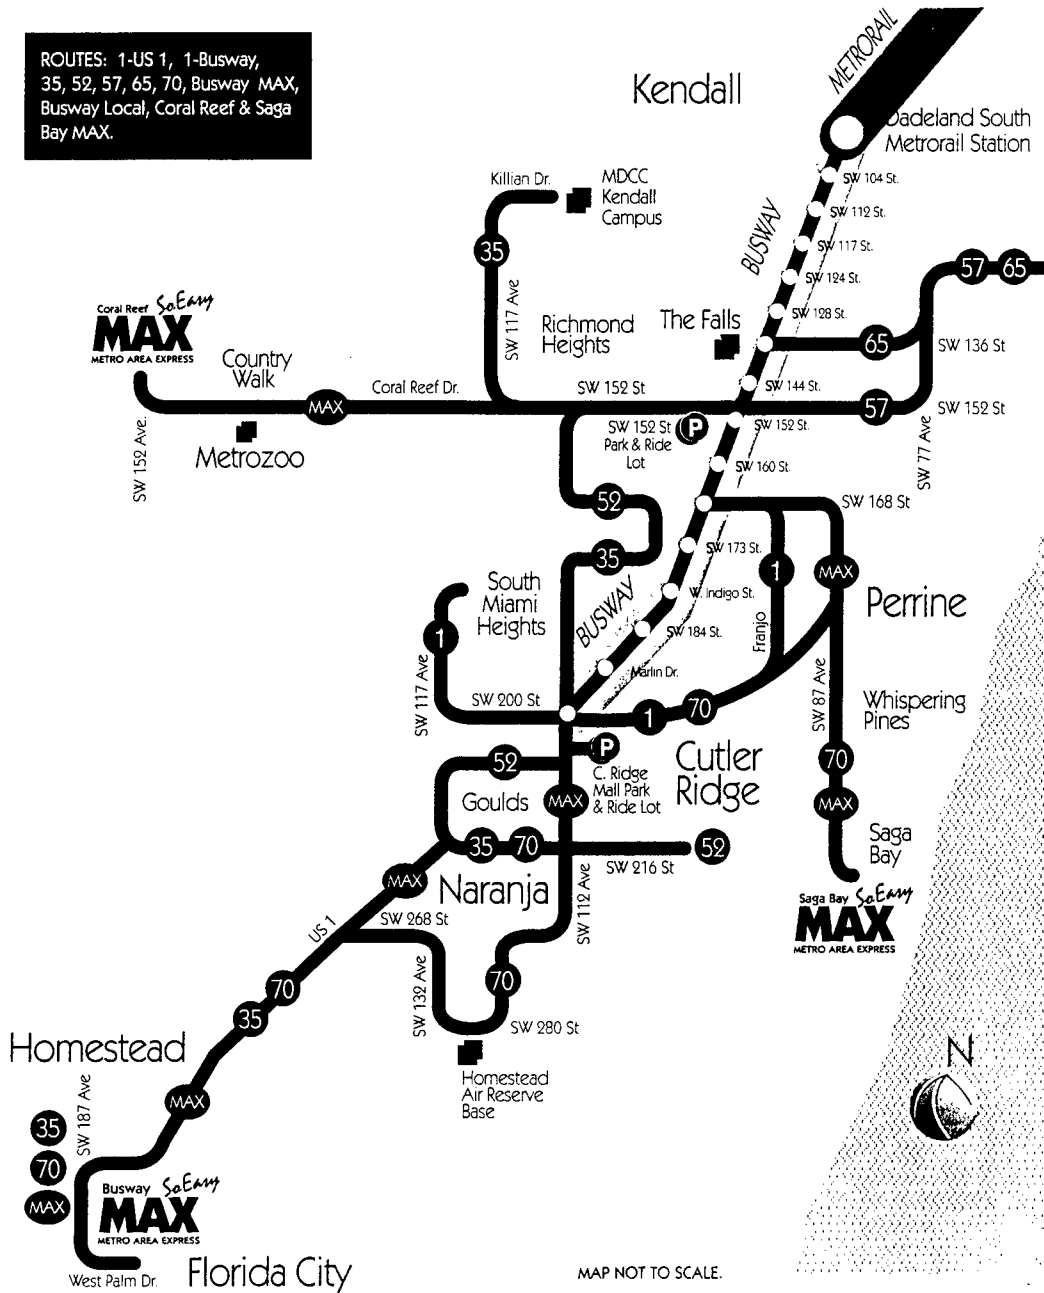 ROUTES: 1-US 1, 1-Busway,
35, 52, 57, 65, 70, Busway MAX,
Busway Local, Coral Reef & Saga
Bay MAX.
METRORAIL
Kendall
Dadeland South
Metrorail Station
SW 104 St.
Killian Dr.
MDCC
Kendall
Campus
SW 112 St.
BUSWAY
SW 117 St.
35
57
65
SW 124 St.
SW 117 Ave
Coral Reef So Easy
MAX
METRO AREA EXPRESS
SW 128 St.
Richmond
Heights
The Falls
65
SW 136 St
Country
Walk
Coral Reef Dr.
SW 152 St
SW 144 St.
MAX
57
SW 152 St
SW 152 St
Park & Ride
Lot
P
SW 152 St.
SW 152 Ave.
SW 77 Ave
Metrozoo
SW 160 St.
52
SW 168 St
35
SW 173 St.
1
MAX
South
Miami
Heights
BUSWAY
W. Indigo St.
Perrine
1
SW 184 St.
Franjo
Marlin Dr.
SW 117 Ave
SW 200 St
SW 87 Ave
Whispering
Pines
1
70
52
P
Cutler
Ridge
70
C. Ridge
Mall Park
& Ride Lot
Goulds
MAX
MAX
35
70
52
Saga
Bay
SW 216 St
MAX
Naranja
SW 112 Ave
Saga Bay So Easy
MAX
METRO AREA EXPRESS
US 1
SW 268 St
SW 132 Ave
70
70
35
SW 280 St
Homestead
Homestead
Air Reserve
Base
N
SW 187 Ave
MAX
35
70
MAX
Busway So Easy
MAX
METRO AREA EXPRESS
West Palm Dr.
Florida City
MAP NOT TO SCALE.